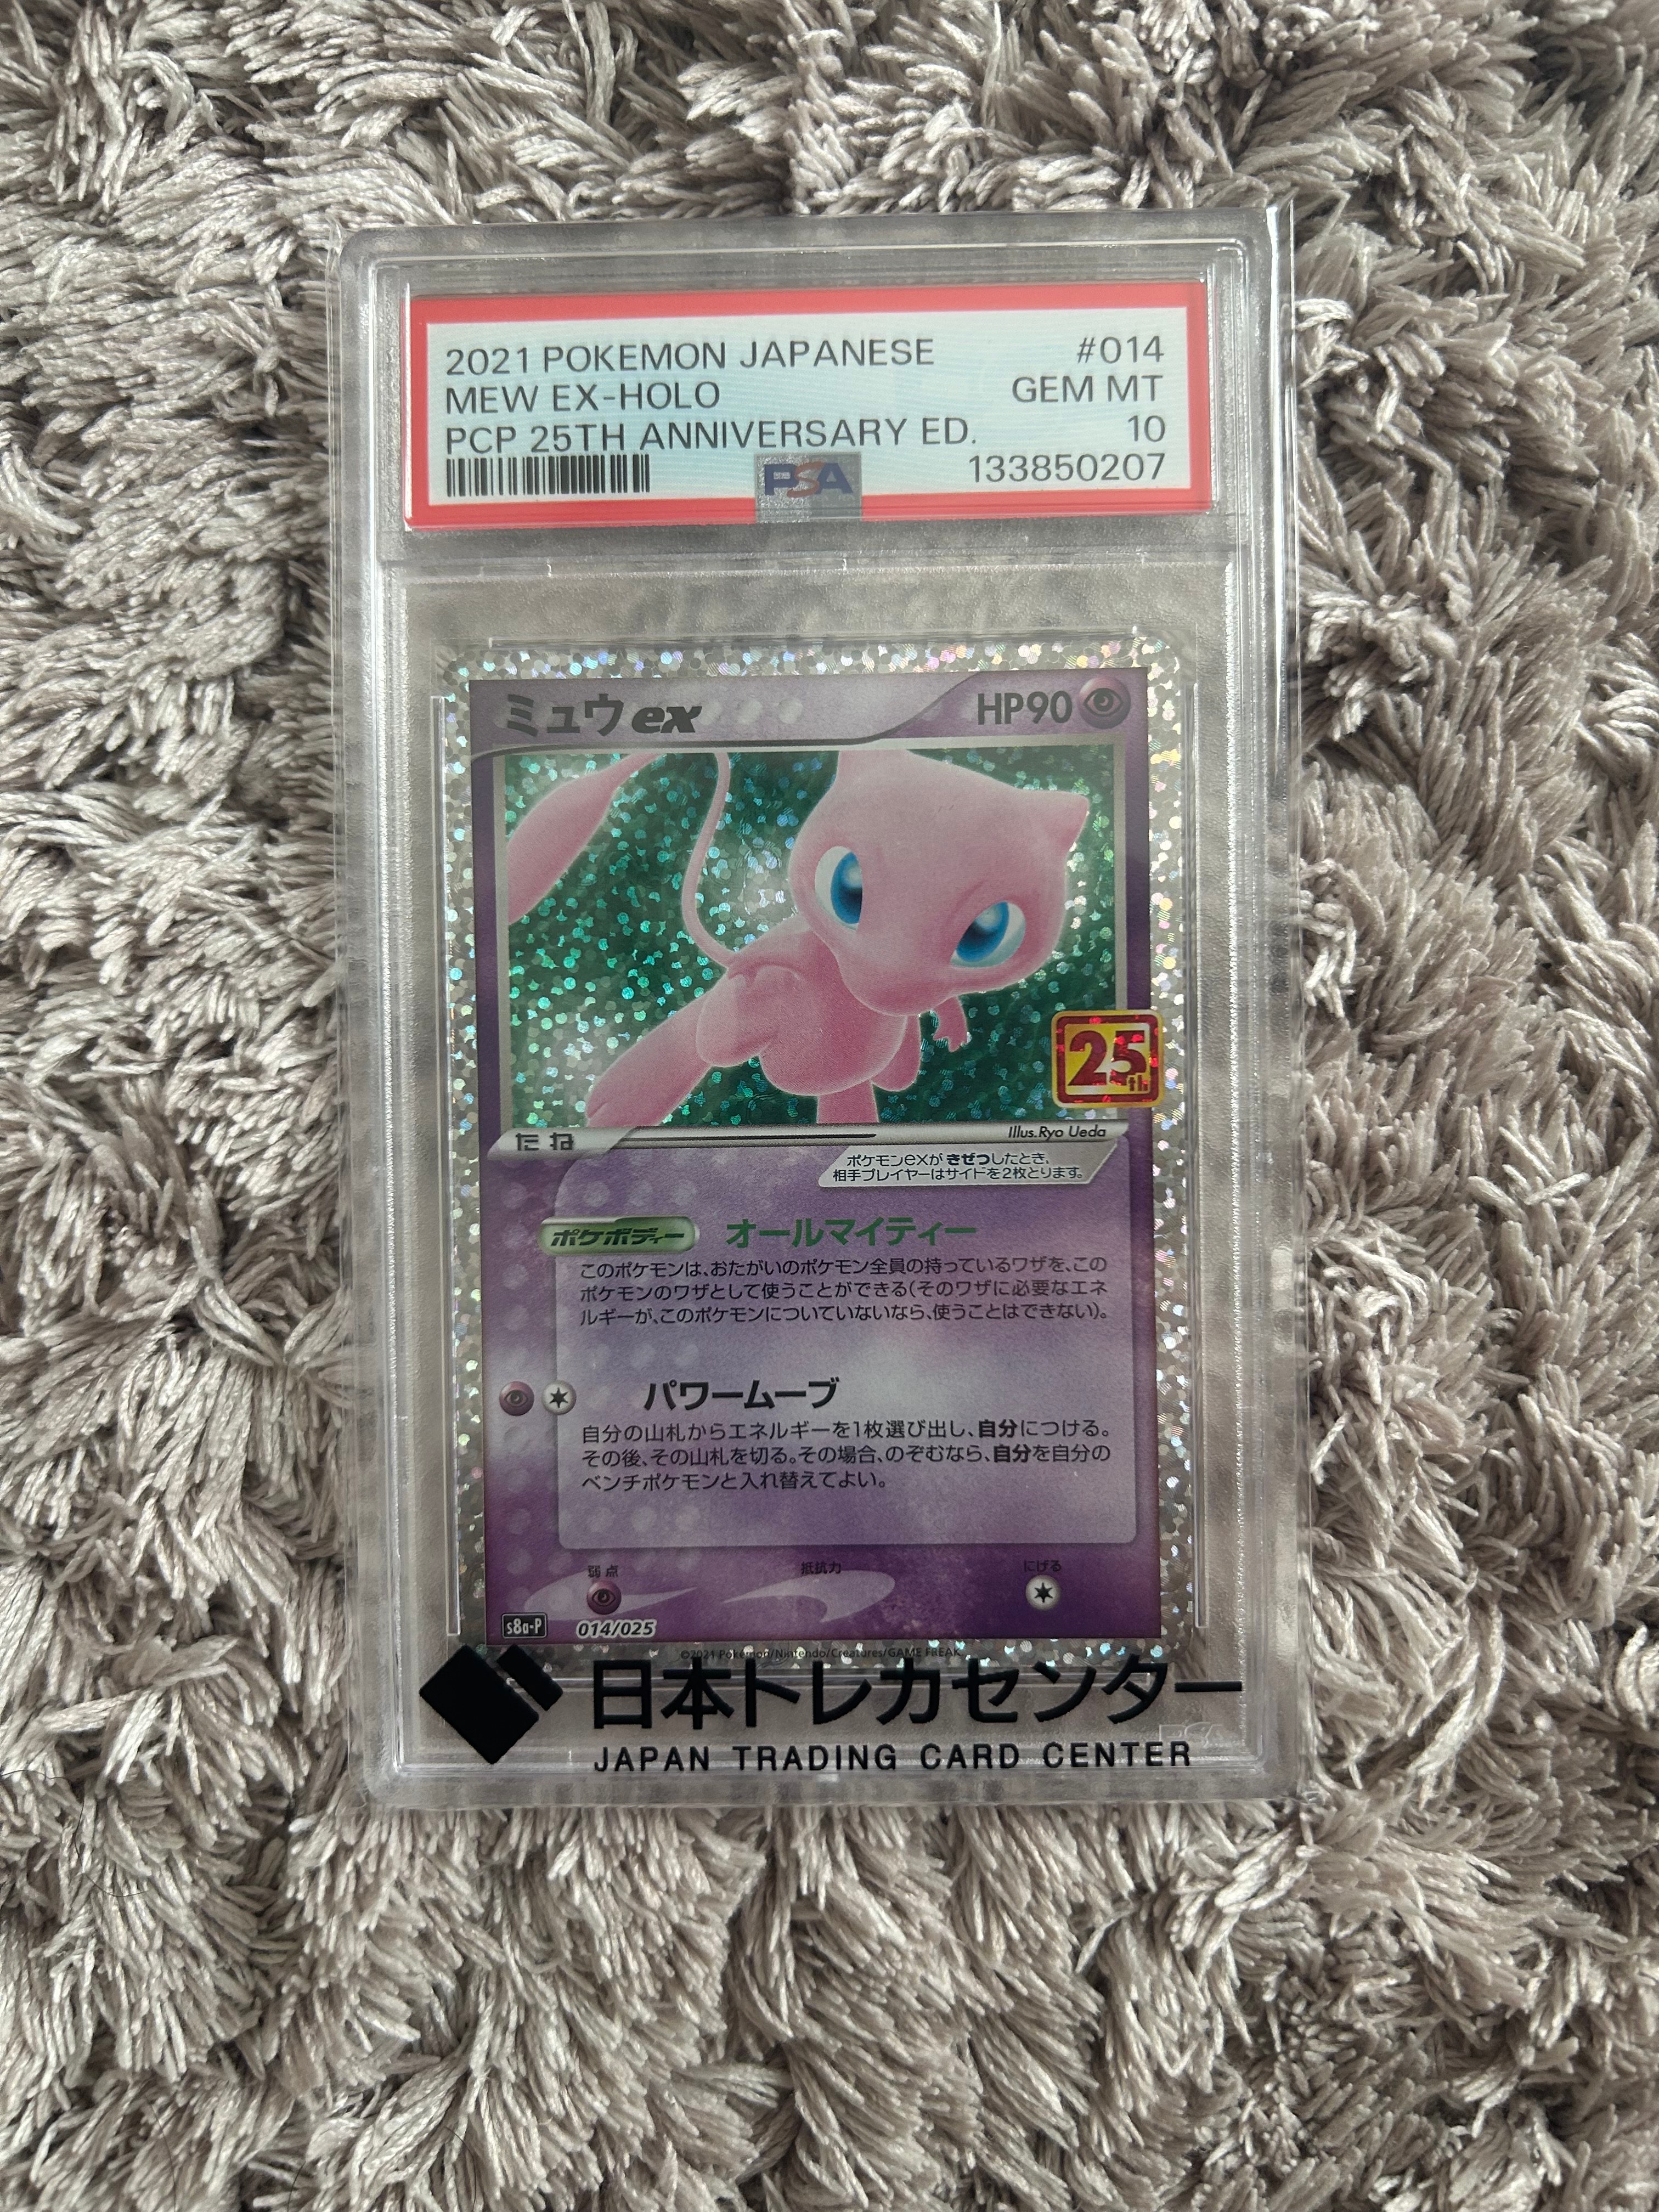 2021 POKEMON JAPANESE #014
MEW EX-HOLO GEM MT
PCP 25TH ANNIVERSARY ED. 10
PSA 133850207
ミュウex HP90
25th
たね Illus.Ryo Ueda
ポケモンexがきぜつしたとき、
相手プレイヤーはサイドを2枚とります。
ポケボディー オールマイティー
このポケモンは、おたがいのポケモン全員の持っているワザを、この
ポケモンのワザとして使うことができる(そのワザに必要なエネ
ルギーが、このポケモンについていないなら、使うことはできない)。
パワームーブ
自分の山札からエネルギーを1枚選び出し、自分につける。
その後、その山札を切る。その場合、のぞむなら、自分を自分の
ベンチポケモンと入れ替えてよい。
弱点 抵抗力 にげる
s8a-P 014/025
©2021 Pokémon/Nintendo/Creatures/GAME FREAK
日本トレカセンター
JAPAN TRADING CARD CENTER